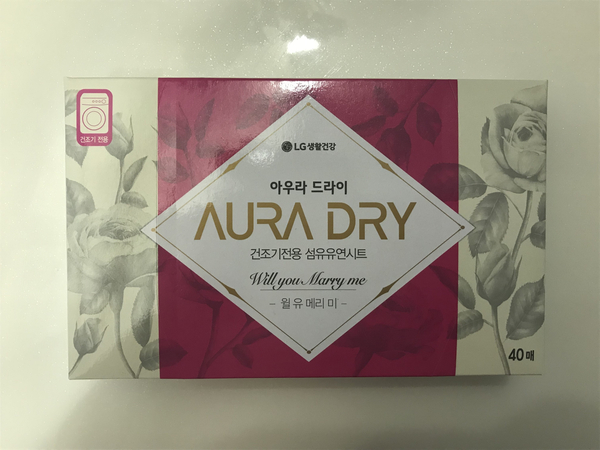 건조기 전용
LG생활건강
아우라 드라이
AURA DRY
건조기전용 섬유유연시트
Will you Marry me
- 월 유 메리 미 -
40매